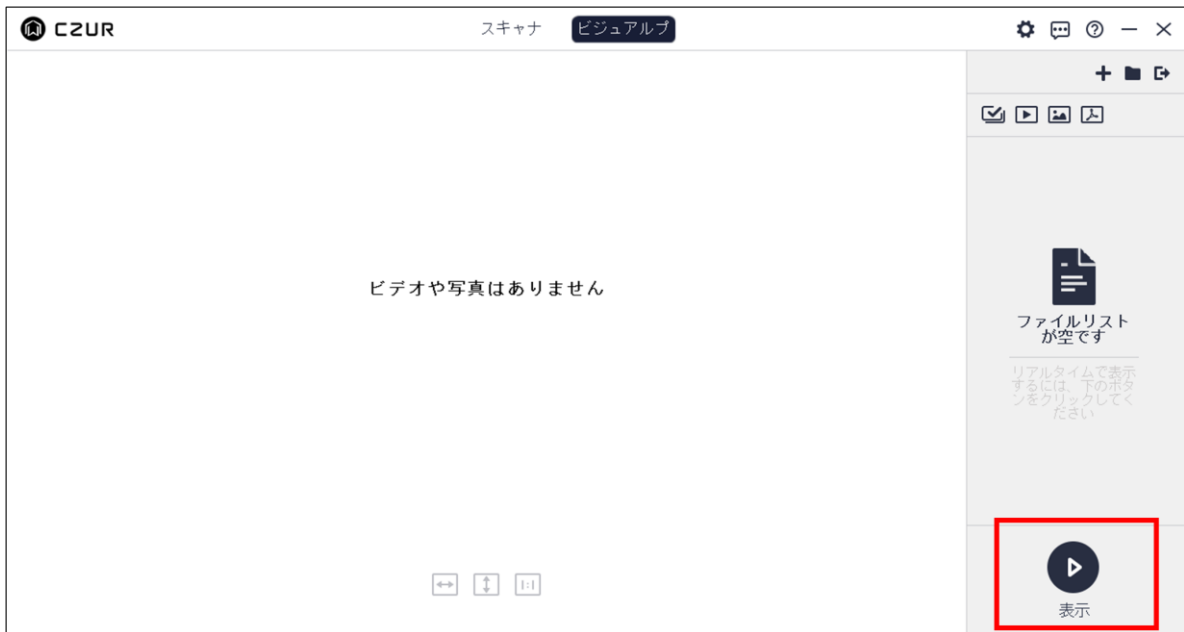 CZUR
スキャナ
ビジュアルプ
ビデオや写真はありません
ファイルリスト
が空です
リアルタイムで表示
するには、下のボタ
ンをクリックしてく
ださい
表示